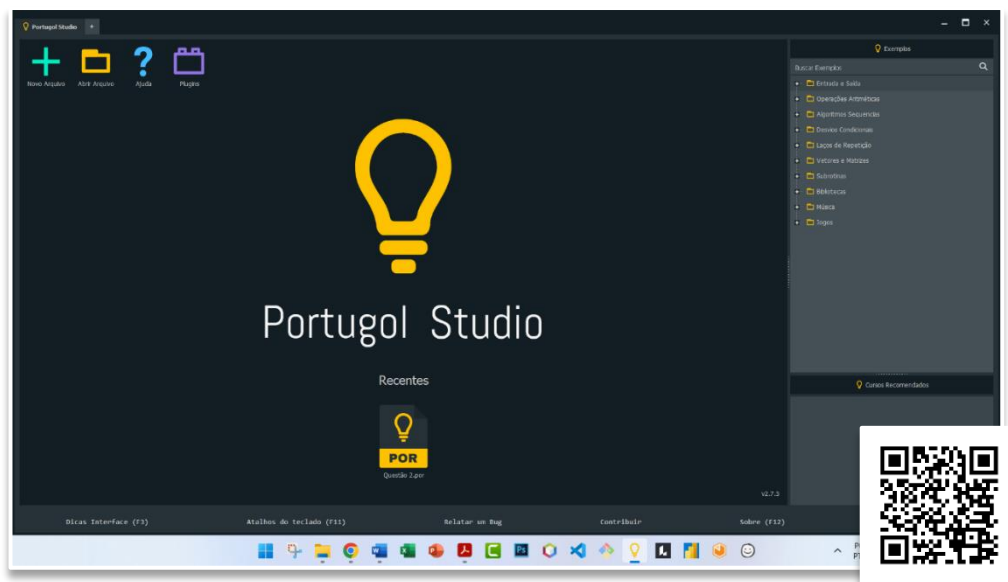 Portugol Studio
Novo Arquivo
Abrir Arquivo
Ajuda
Plugins
Portugol Studio
Recentes
POR
Questão 2.por
v2.7.3
Exemplos
Buscar Exemplos
Entrada e Saída
Operações Aritméticas
Algoritmos Sequenciais
Desvios Condicionais
Laços de Repetição
Vetores e Matrizes
Subrotinas
Bibliotecas
Música
Jogos
Cursos Recomendados
Dicas Interface (F3)
Atalhos do teclado (F11)
Relatar um Bug
Contribuir
Sobre (F12)